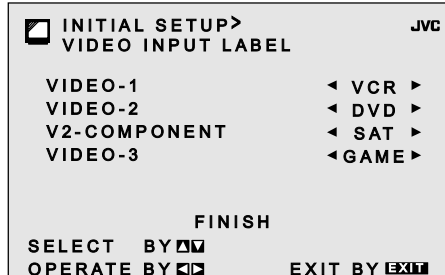 INITIAL SETUP> JVC
VIDEO INPUT LABEL
VIDEO-1 ◄ VCR ►
VIDEO-2 ◄ DVD ►
V2-COMPONENT ◄ SAT ►
VIDEO-3 ◄ GAME ►
FINISH
SELECT BY ▲▼
OPERATE BY ◄► EXIT BY EXIT